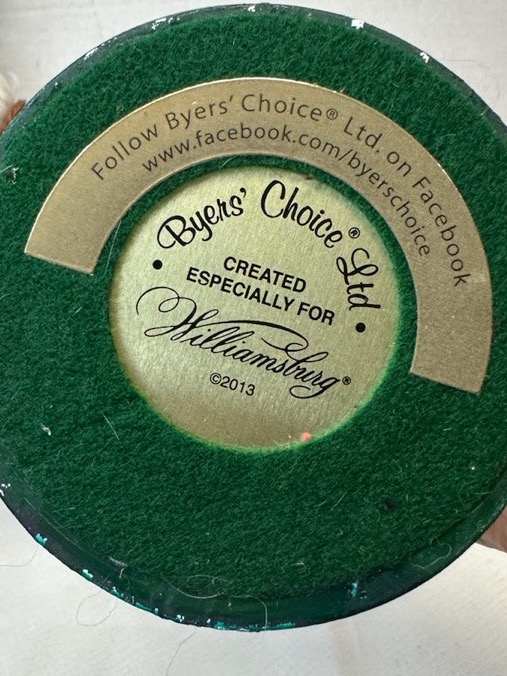 Follow Byers' Choice® Ltd. on Facebook
www.facebook.com/byerschoice
Byers' Choice® Ltd
CREATED
ESPECIALLY FOR
Williamsburg®
©2013